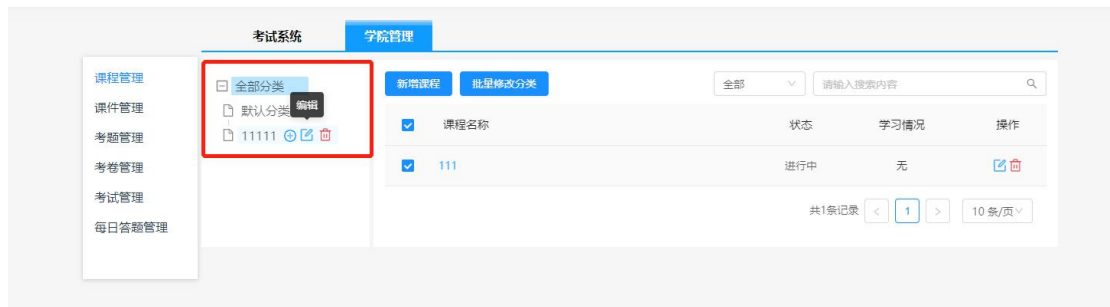 考试系统 学院管理
课程管理
课件管理
考题管理
考卷管理
考试管理
每日答题管理
全部分类
默认分类
编辑
11111
新增课程 批量修改分类 全部 请输入搜索内容
课程名称 状态 学习情况 操作
111 进行中 无
共1条记录 < 1 > 10 条/页